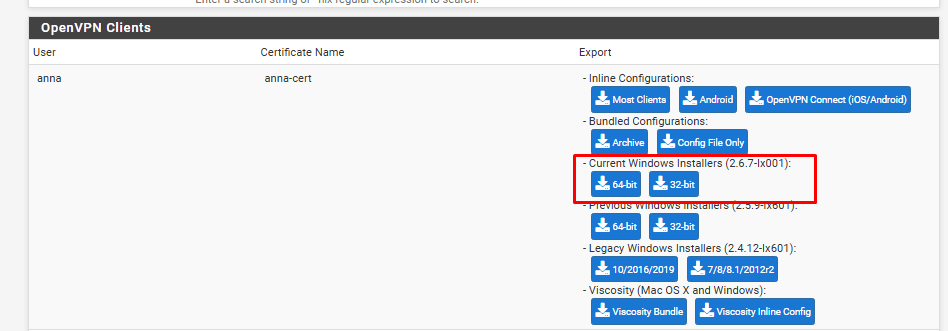 Enter a search string or *nix regular expression to search.
OpenVPN Clients
User Certificate Name Export
anna anna-cert - Inline Configurations:
Most Clients Android OpenVPN Connect (iOS/Android)
- Bundled Configurations:
Archive Config File Only
- Current Windows Installers (2.6.7-Ix001):
64-bit 32-bit
- Previous Windows Installers (2.5.9-Ix601):
64-bit 32-bit
- Legacy Windows Installers (2.4.12-Ix601):
10/2016/2019 7/8/8.1/2012r2
- Viscosity (Mac OS X and Windows):
Viscosity Bundle Viscosity Inline Config